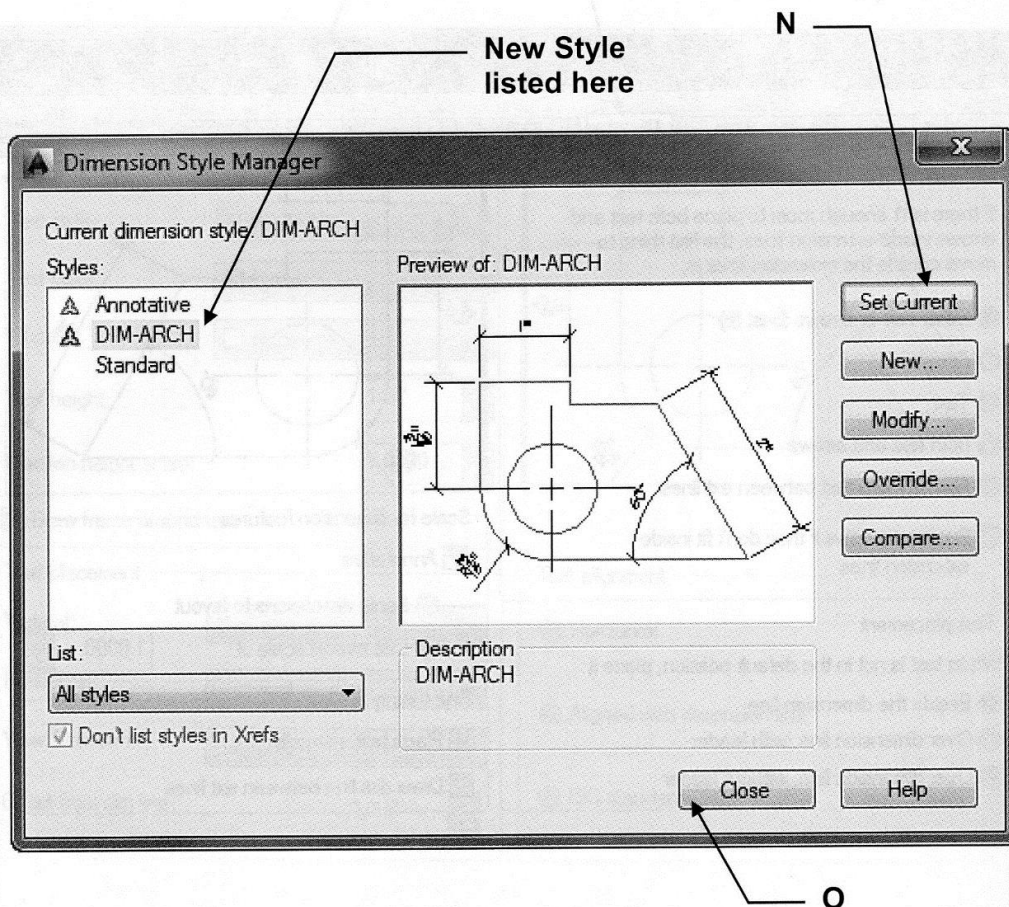 N
New Style
listed here
Dimension Style Manager
X
Current dimension style: DIM-ARCH
Styles:
Annotative
DIM-ARCH
Standard
Preview of: DIM-ARCH
1"
60°
Set Current
New...
Modify...
Override...
Compare...
List:
All styles
Don't list styles in Xrefs
Description
DIM-ARCH
Close
Help
O